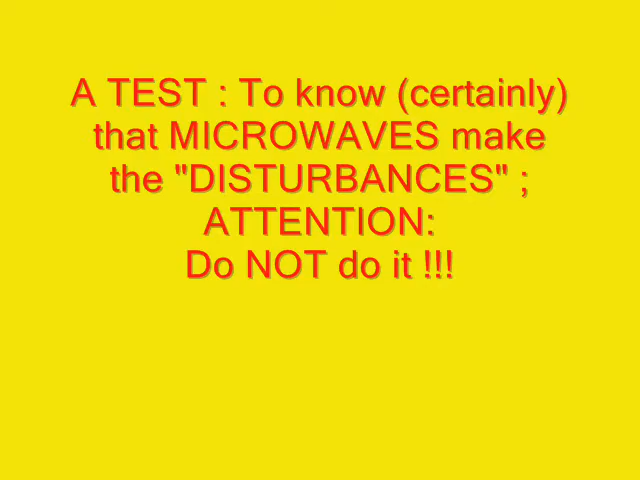 A TEST : To know (certainly)
that MICROWAVES make
the "DISTURBANCES" ;
ATTENTION:
Do NOT do it !!!